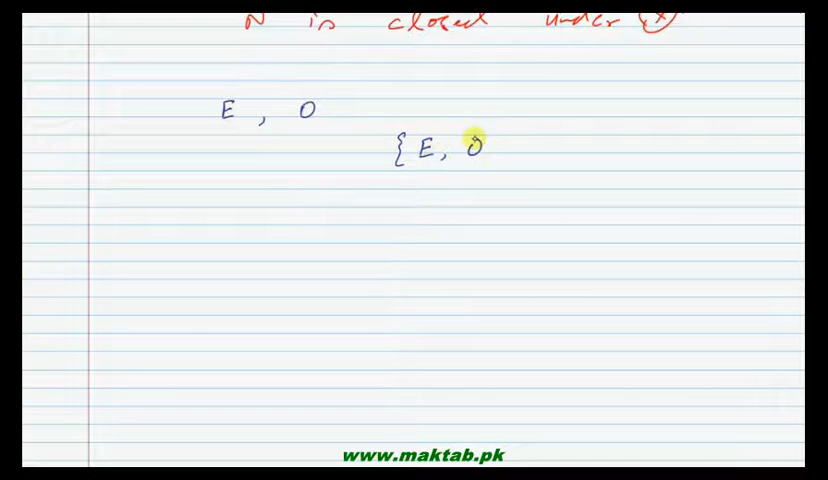 N is closed under (x)
E , O
{ E, O
www.maktab.pk